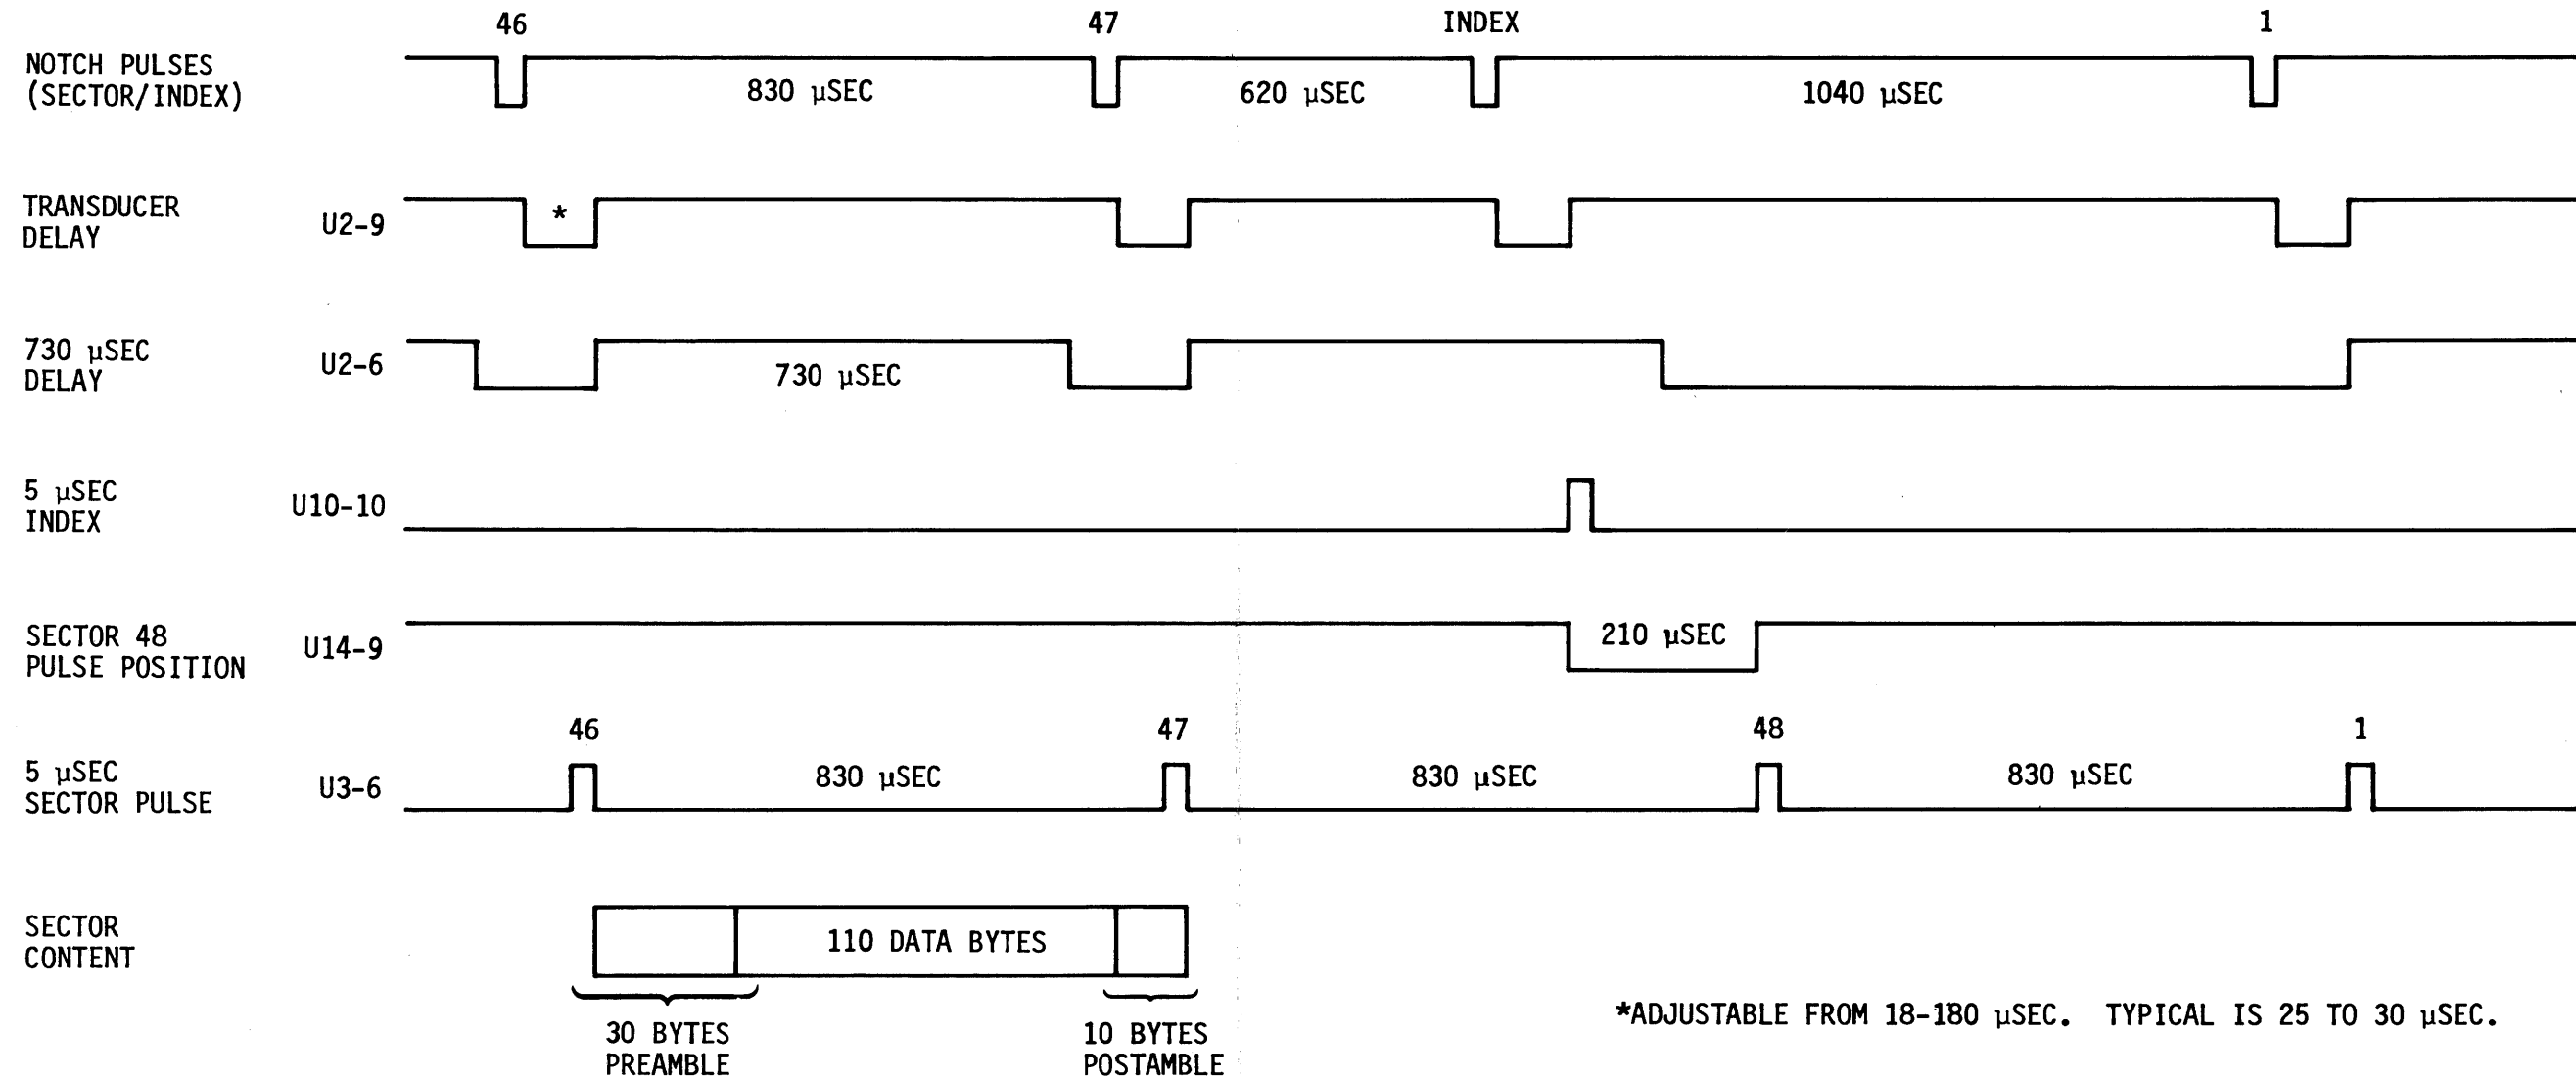 46 47 INDEX 1
NOTCH PULSES
(SECTOR/INDEX)
830 µSEC 620 µSEC 1040 µSEC
TRANSDUCER
DELAY
U2-9
*
730 µSEC
DELAY
U2-6
730 µSEC
5 µSEC
INDEX
U10-10
SECTOR 48
PULSE POSITION
U14-9
210 µSEC
46 47 48 1
5 µSEC
SECTOR PULSE
U3-6
830 µSEC 830 µSEC 830 µSEC
SECTOR
CONTENT
110 DATA BYTES
30 BYTES
PREAMBLE
10 BYTES
POSTAMBLE
*ADJUSTABLE FROM 18-180 µSEC. TYPICAL IS 25 TO 30 µSEC.